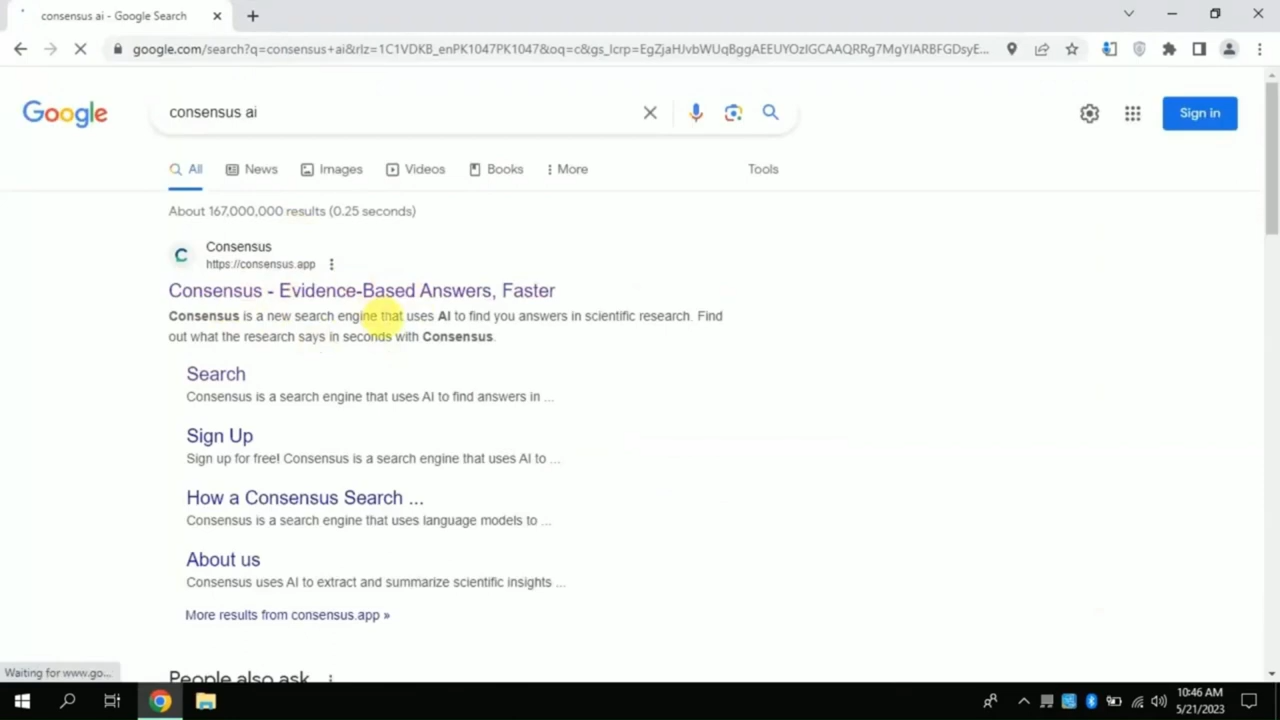 consensus ai - Google Search
google.com/search?q=consensus+ai&rlz=1C1VDKB_enPK1047PK1047&oq=c&gs_lcrp=EgZjaHJvbWUqBggAEEUYOzIGCAAQRRg7MgYIARBFGDsyE...
Google
consensus ai
Sign in
All
News
Images
Videos
Books
More
Tools
About 167,000,000 results (0.25 seconds)
C
Consensus
https://consensus.app
Consensus - Evidence-Based Answers, Faster
Consensus is a new search engine that uses AI to find you answers in scientific research. Find
out what the research says in seconds with Consensus.
Search
Consensus is a search engine that uses AI to find answers in ...
Sign Up
Sign up for free! Consensus is a search engine that uses AI to ...
How a Consensus Search ...
Consensus is a search engine that uses language models to ...
About us
Consensus uses AI to extract and summarize scientific insights ...
More results from consensus.app »
People also ask
Waiting for www.go...
10:46 AM
5/21/2023